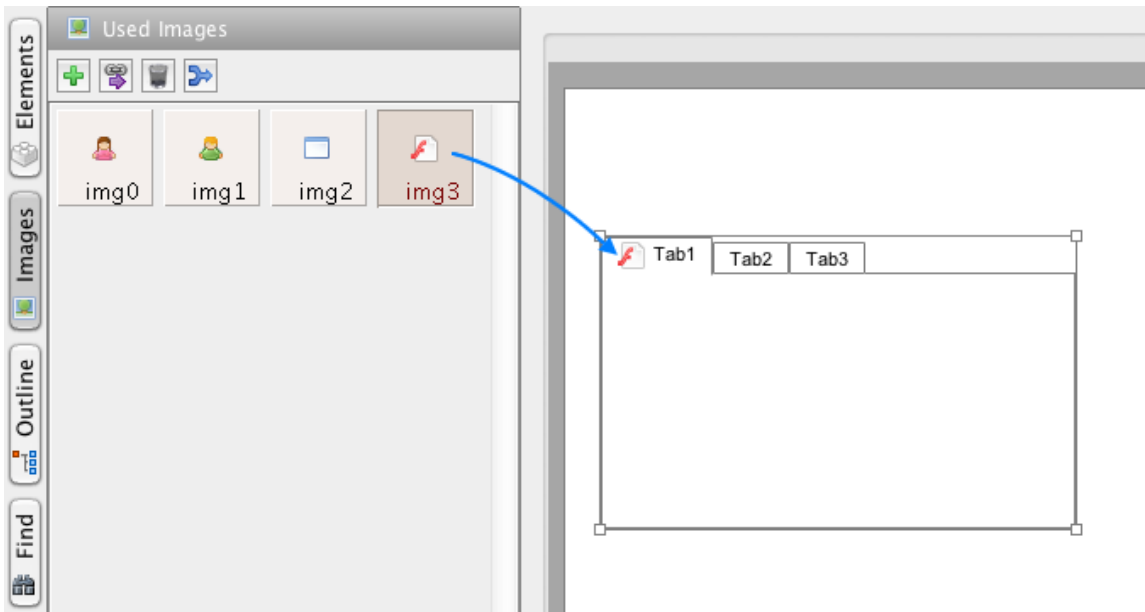 Elements
Images
Outline
Find
Used Images
img0 img1 img2 img3
Tab1 Tab2 Tab3